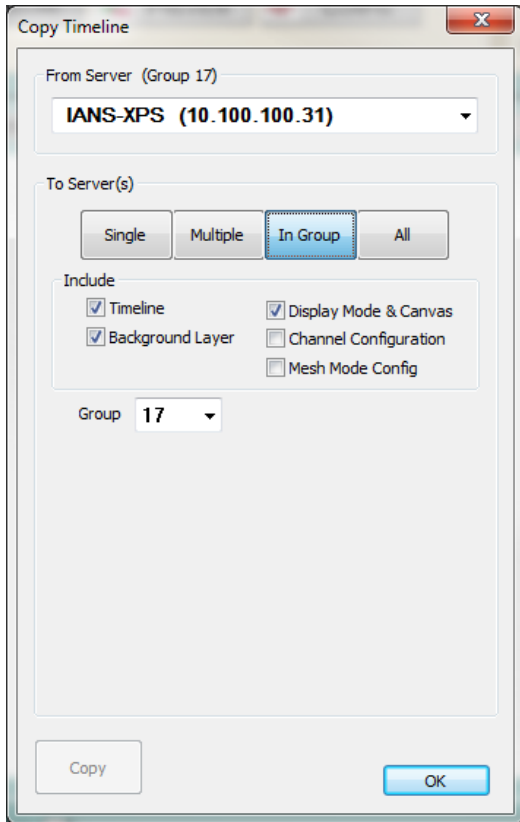 Copy Timeline
From Server (Group 17)
IANS-XPS (10.100.100.31)
To Server(s)
Single Multiple In Group All
Include
Timeline Display Mode & Canvas
Background Layer Channel Configuration
Mesh Mode Config
Group 17
Copy
OK